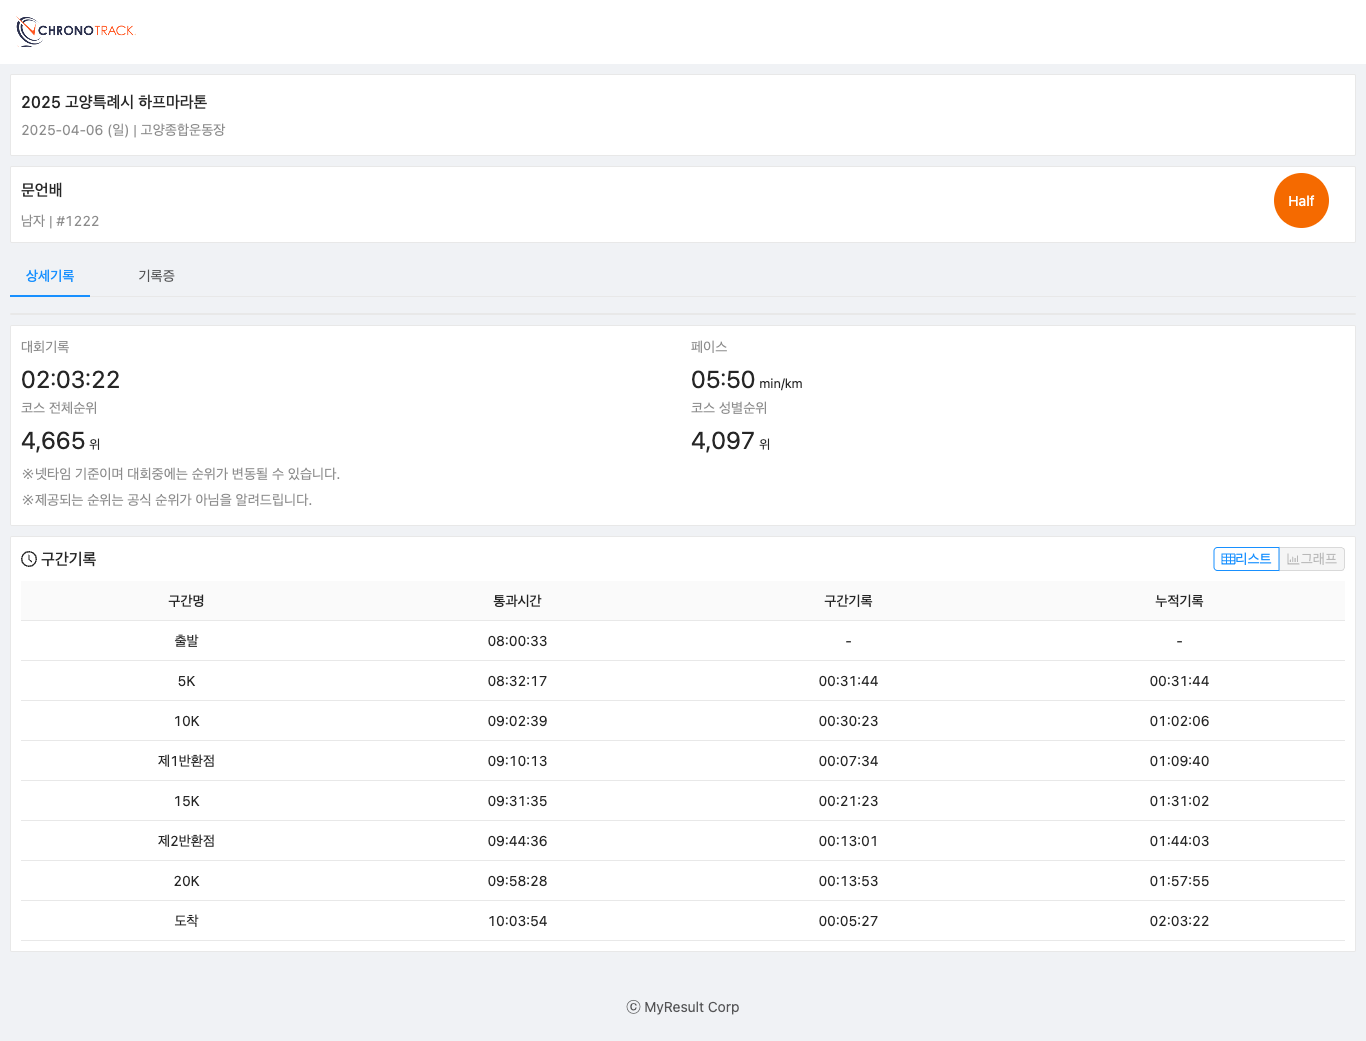 CHRONOTRACK
2025 고양특례시 하프마라톤
2025-04-06 (일) | 고양종합운동장
문언배
남자 | #1222
Half
상세기록 기록증
대회기록 페이스
02:03:22 05:50 min/km
코스 전체순위 코스 성별순위
4,665 위 4,097 위
※넷타임 기준이며 대회중에는 순위가 변동될 수 있습니다.
※제공되는 순위는 공식 순위가 아님을 알려드립니다.
구간기록 리스트 그래프
구간명 통과시간 구간기록 누적기록
출발 08:00:33 - -
5K 08:32:17 00:31:44 00:31:44
10K 09:02:39 00:30:23 01:02:06
제1반환점 09:10:13 00:07:34 01:09:40
15K 09:31:35 00:21:23 01:31:02
제2반환점 09:44:36 00:13:01 01:44:03
20K 09:58:28 00:13:53 01:57:55
도착 10:03:54 00:05:27 02:03:22
ⓒ MyResult Corp